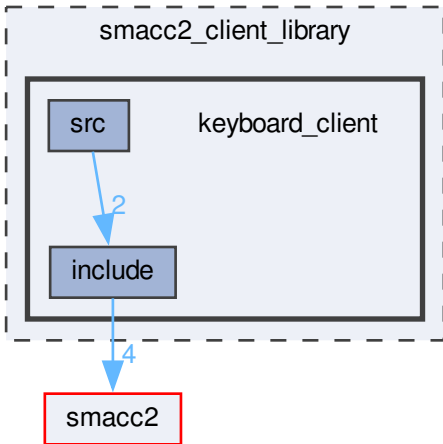 smacc2_client_library
src
keyboard_client
2
include
4
smacc2